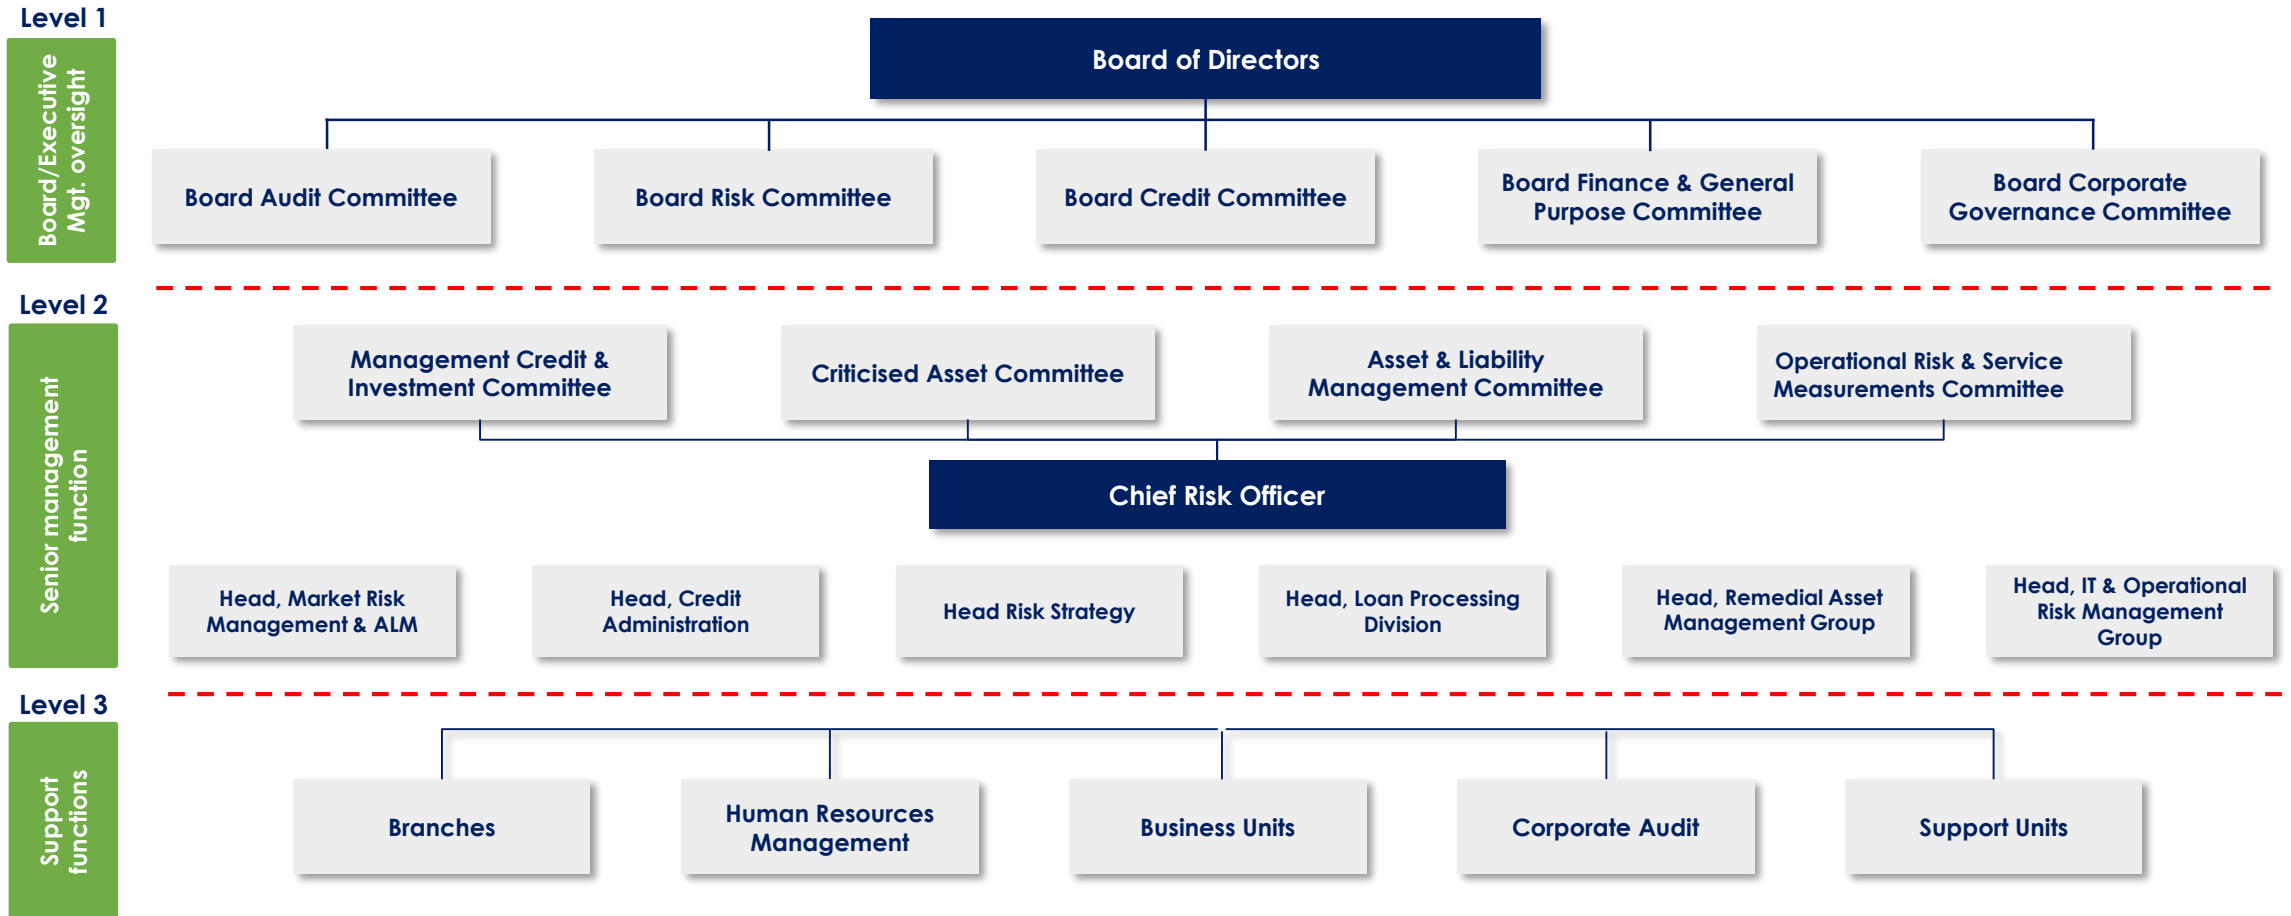 Level 1
Board/Executive
Mgt. oversight
Board of Directors
Board Audit Committee
Board Risk Committee
Board Credit Committee
Board Finance & General
Purpose Committee
Board Corporate
Governance Committee
Level 2
Senior management
function
Management Credit &
Investment Committee
Criticised Asset Committee
Asset & Liability
Management Committee
Operational Risk & Service
Measurements Committee
Chief Risk Officer
Head, Market Risk
Management & ALM
Head, Credit
Administration
Head Risk Strategy
Head, Loan Processing
Division
Head, Remedial Asset
Management Group
Head, IT & Operational
Risk Management
Group
Level 3
Support
functions
Branches
Human Resources
Management
Business Units
Corporate Audit
Support Units